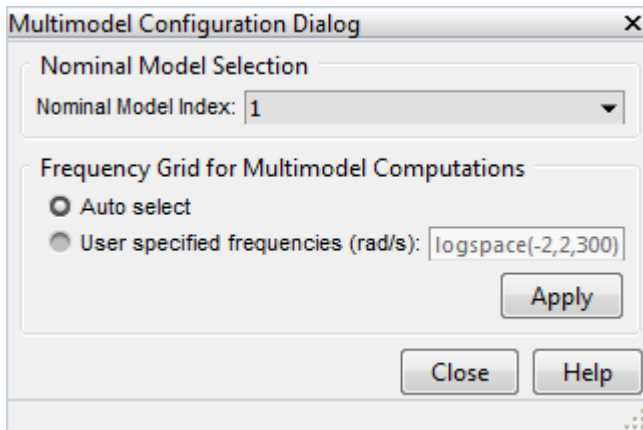 Multimodel Configuration Dialog
Nominal Model Selection
Nominal Model Index: 1
Frequency Grid for Multimodel Computations
Auto select
User specified frequencies (rad/s): logspace(-2,2,300)
Apply
Close Help